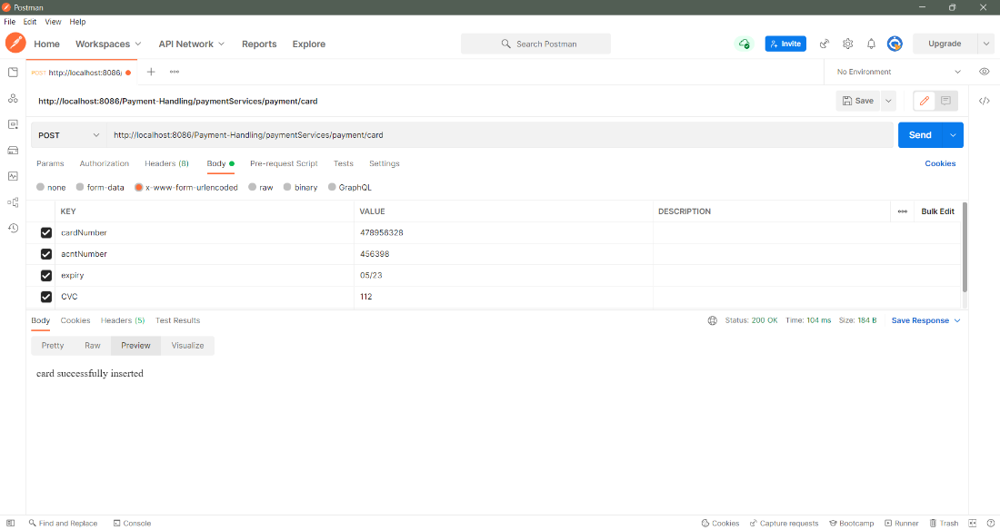 Postman
File Edit View Help
Home Workspaces API Network Reports Explore Search Postman Invite Upgrade
POST http://localhost:8086/ No Environment
http://localhost:8086/Payment-Handling/paymentServices/payment/card Save
POST http://localhost:8086/Payment-Handling/paymentServices/payment/card Send
Params Authorization Headers (8) Body Pre-request Script Tests Settings Cookies
none form-data x-www-form-urlencoded raw binary GraphQL
KEY VALUE DESCRIPTION Bulk Edit
cardNumber 478956328
acntNumber 456398
expiry 05/23
CVC 112
Body Cookies Headers (5) Test Results Status: 200 OK Time: 104 ms Size: 184 B Save Response
Pretty Raw Preview Visualize
card successfully inserted
Find and Replace Console Cookies Capture requests Bootcamp Runner Trash